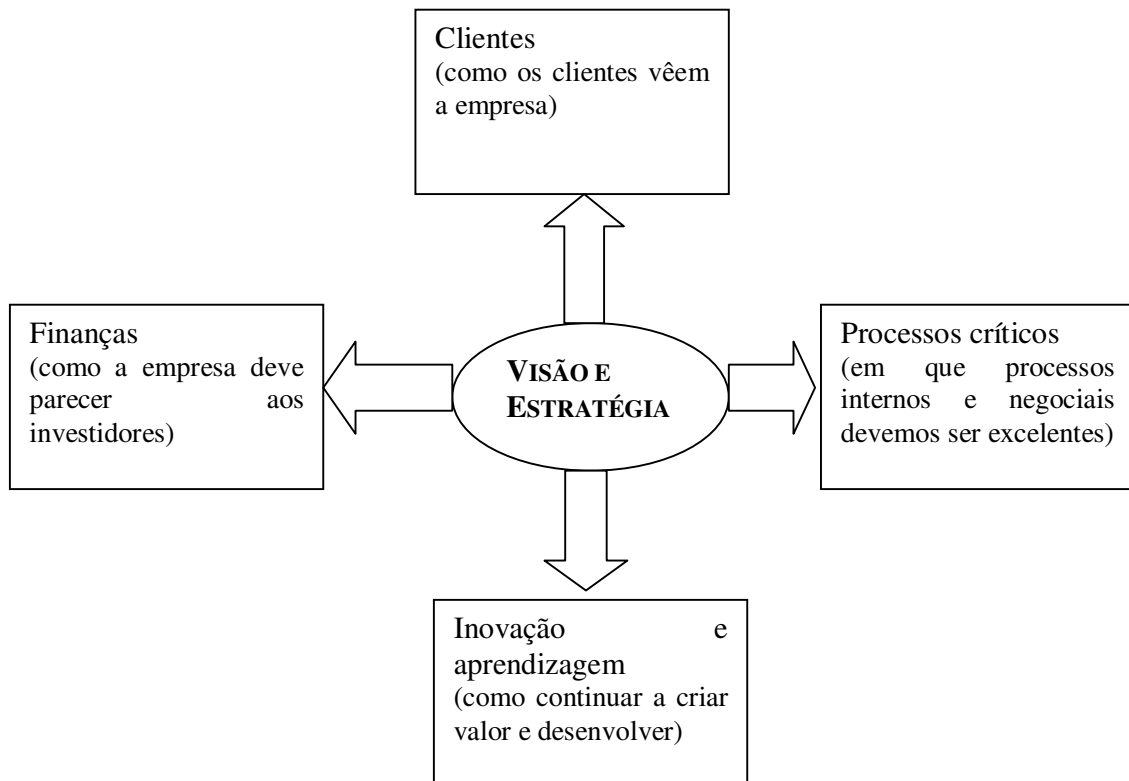 Clientes
(como os clientes vêem
a empresa)
Finanças
(como a empresa deve
parecer aos
investidores)
VISÃO E
ESTRATÉGIA
Processos críticos
(em que processos
internos e negociais
devemos ser excelentes)
Inovação e
aprendizagem
(como continuar a criar
valor e desenvolver)